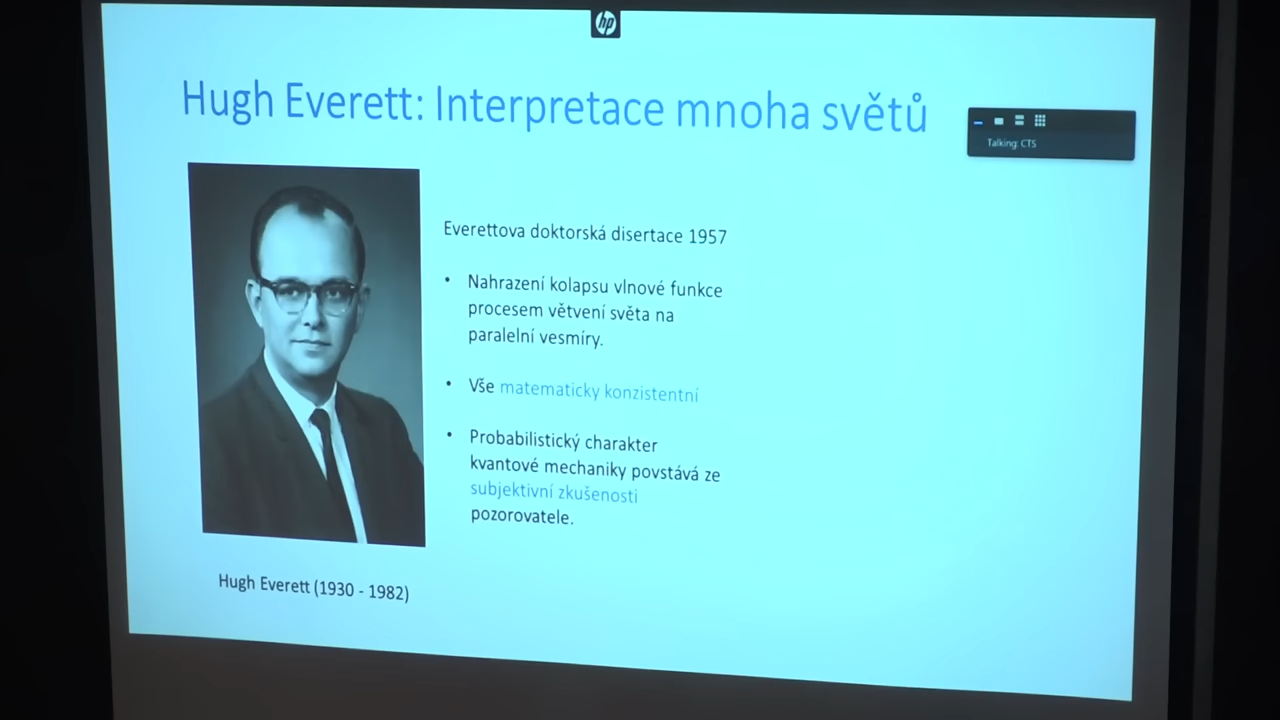 hp
Hugh Everett: Interpretace mnoha světů
Talking: CTS
Everettova doktorská disertace 1957
• Nahrazení kolapsu vlnové funkce
procesem větvení světa na
paralelní vesmíry.
• Vše matematicky konzistentní
• Probabilistický charakter
kvantové mechaniky povstává ze
subjektivní zkušenosti
pozorovatele.
Hugh Everett (1930 - 1982)